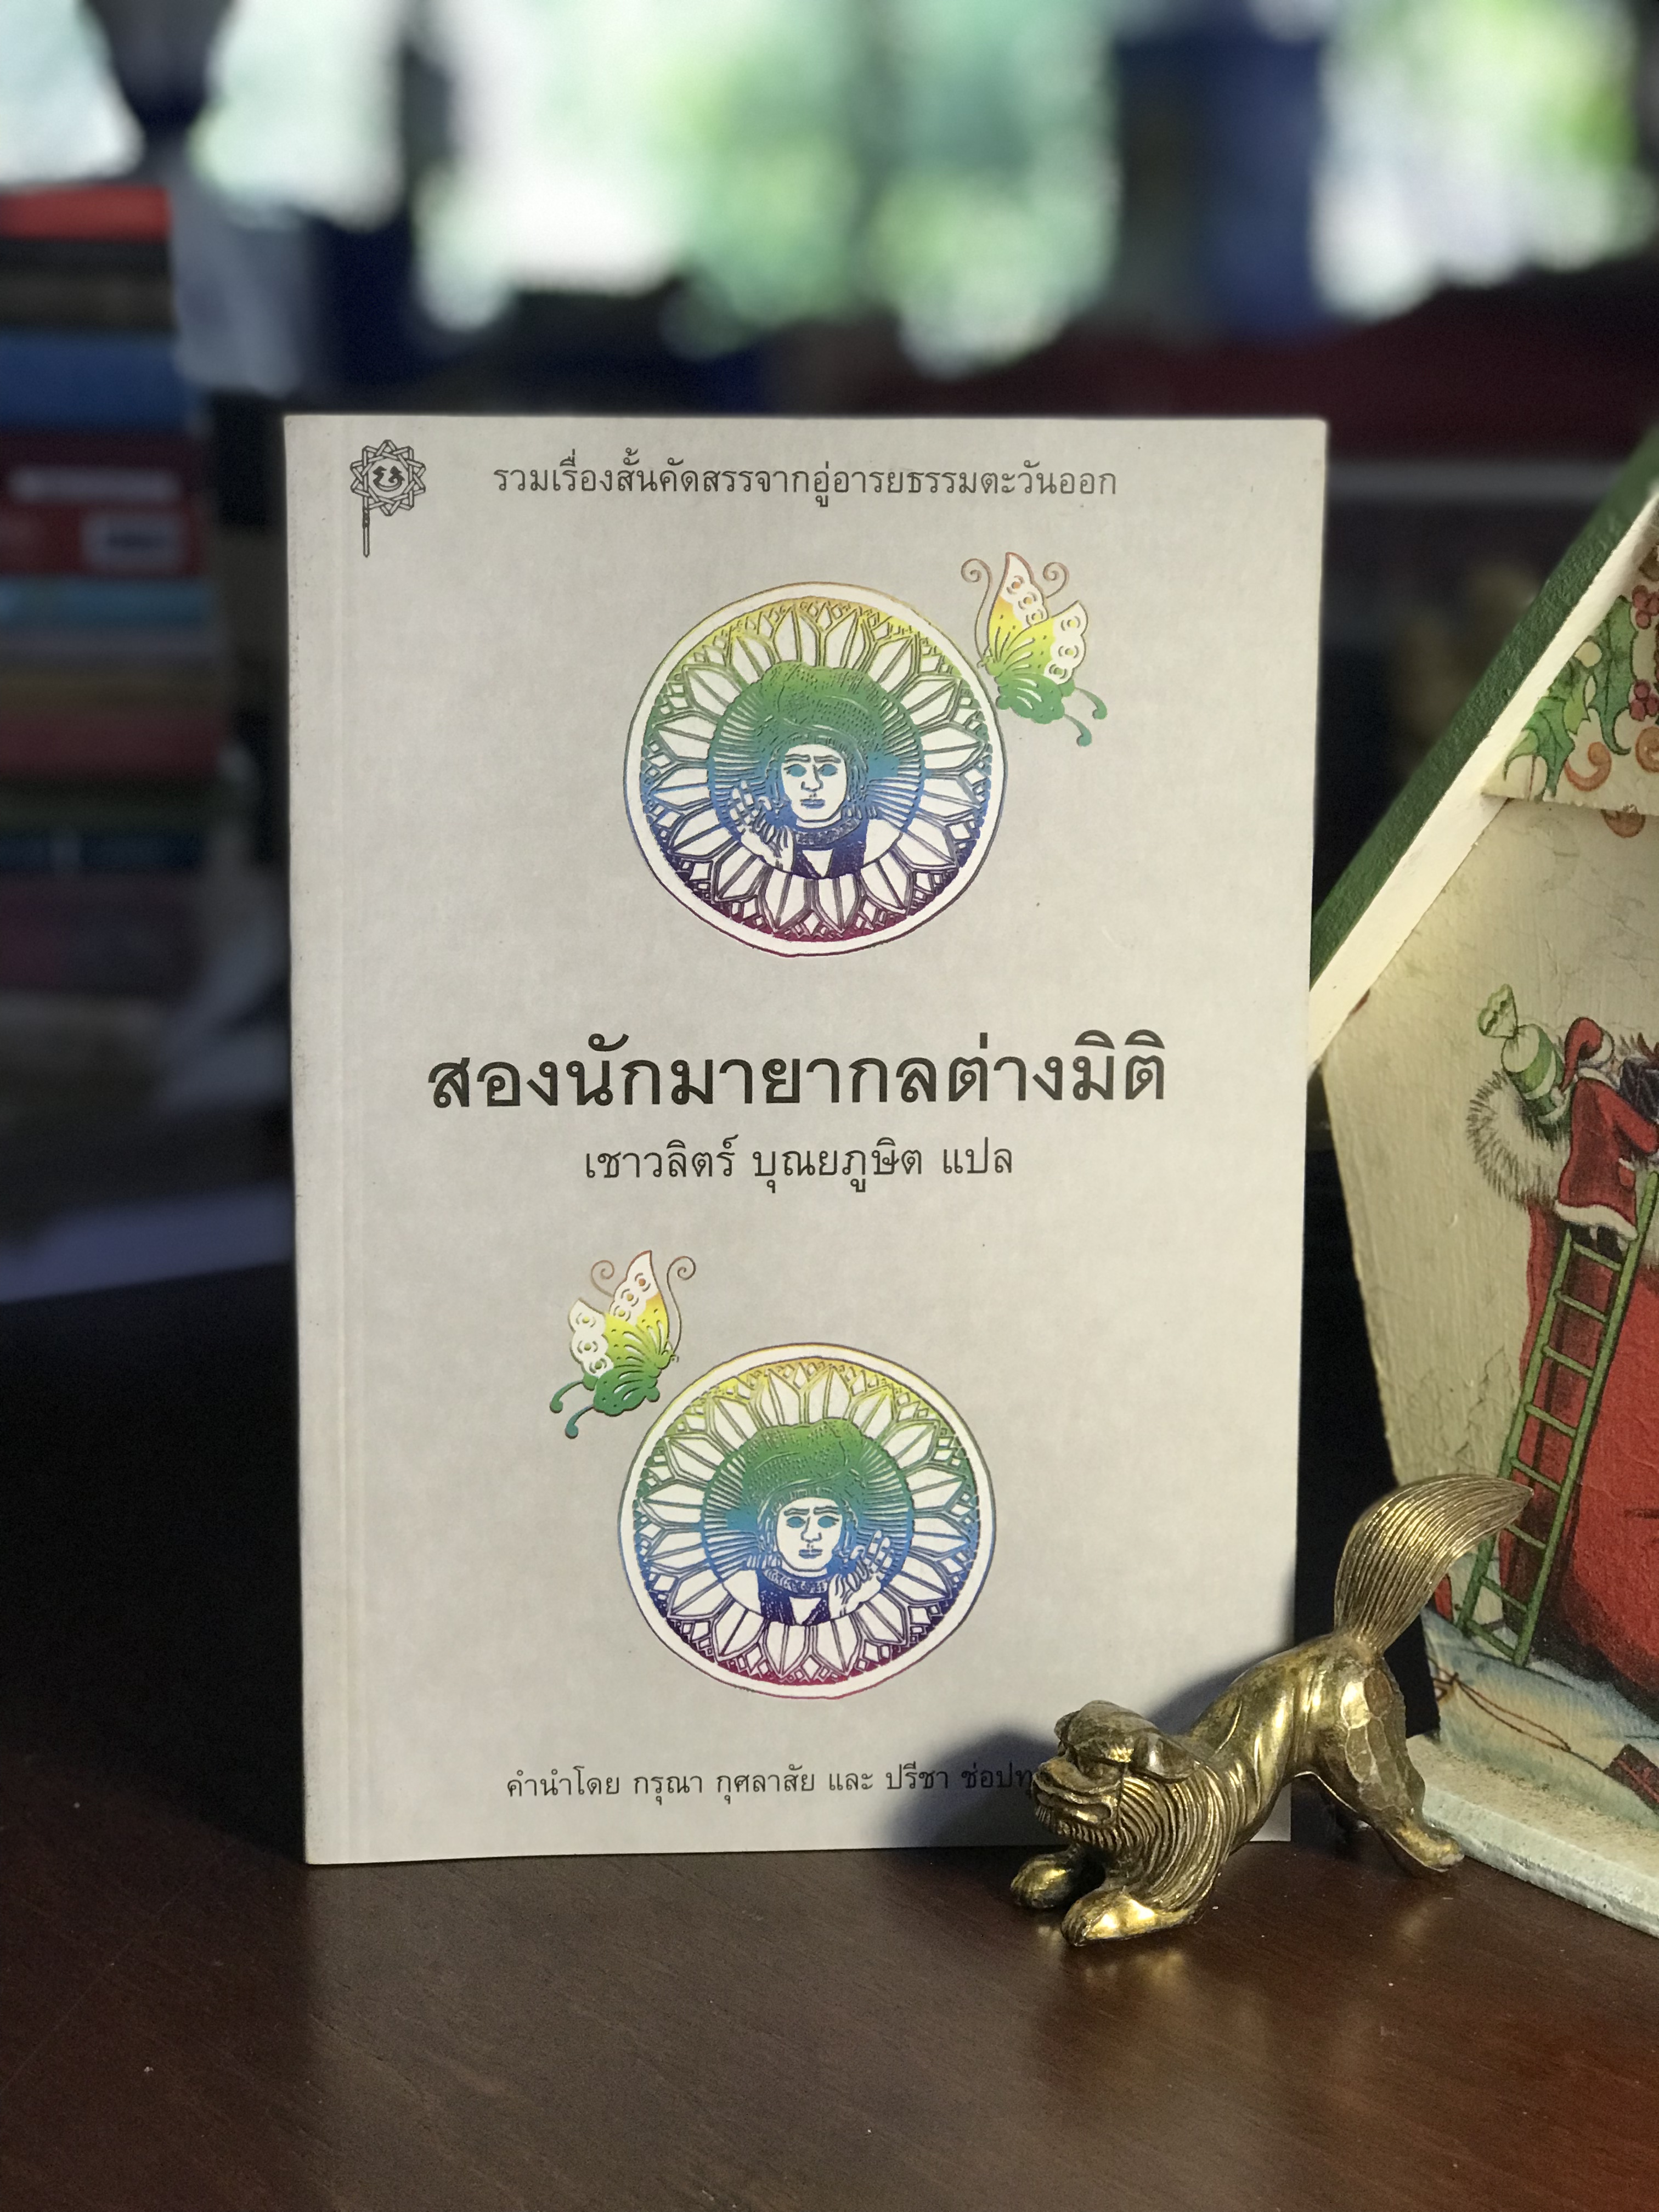 รวมเรื่องสั้นคัดสรรจากอู่อารยธรรมตะวันออก
สองนักมายากลต่างมิติ
เชาวลิตร์ บุณยภูษิต แปล
คำนำโดย กรุณา กุศลาสัย และ ปรีชา